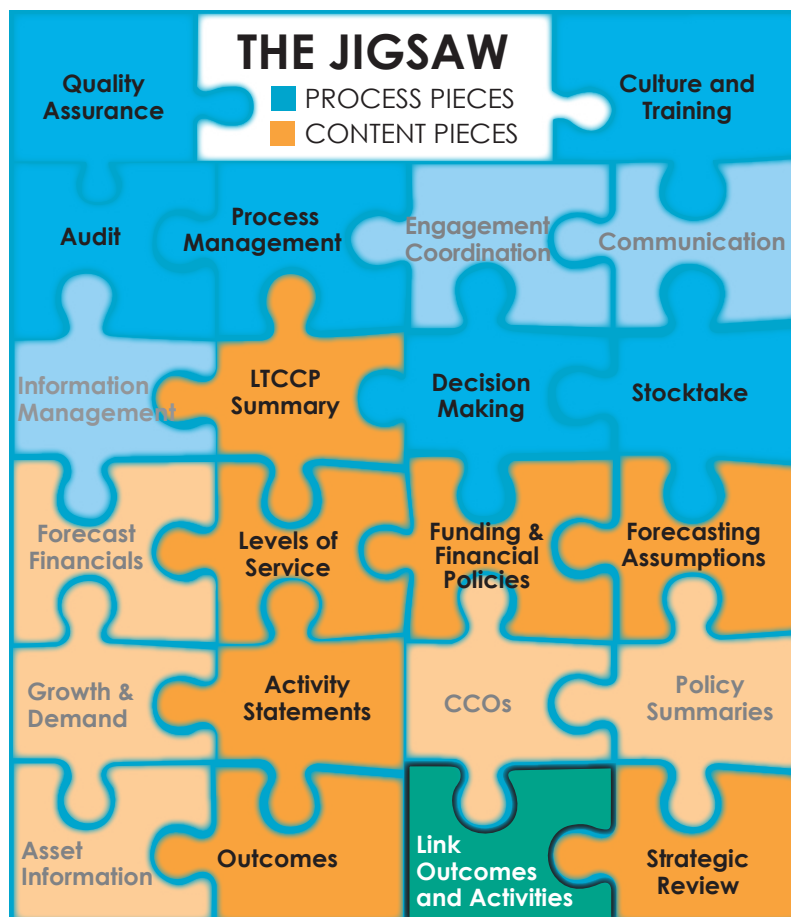 THE JIGSAW
PROCESS PIECES
CONTENT PIECES
Quality
Assurance
Culture and
Training
Audit
Process
Management
Engagement
Coordination
Communication
Information
Management
LTCCP
Summary
Decision
Making
Stocktake
Forecast
Financials
Levels of
Service
Funding &
Financial
Policies
Forecasting
Assumptions
Growth &
Demand
Activity
Statements
CCOs
Policy
Summaries
Asset
Information
Outcomes
Link
Outcomes
and Activities
Strategic
Review